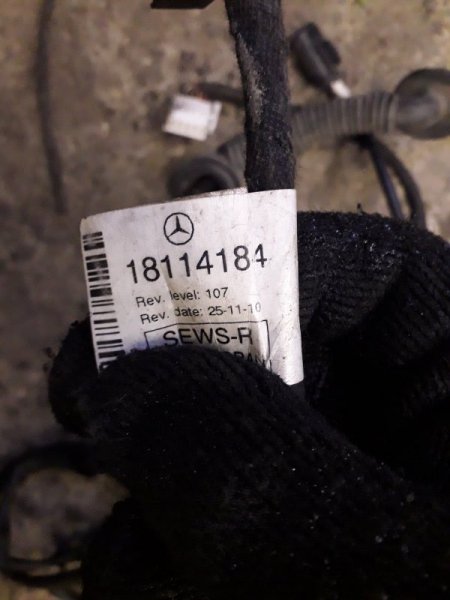 18114184
Rev. level: 107
Rev. date: 25-11-10
SEWS-R